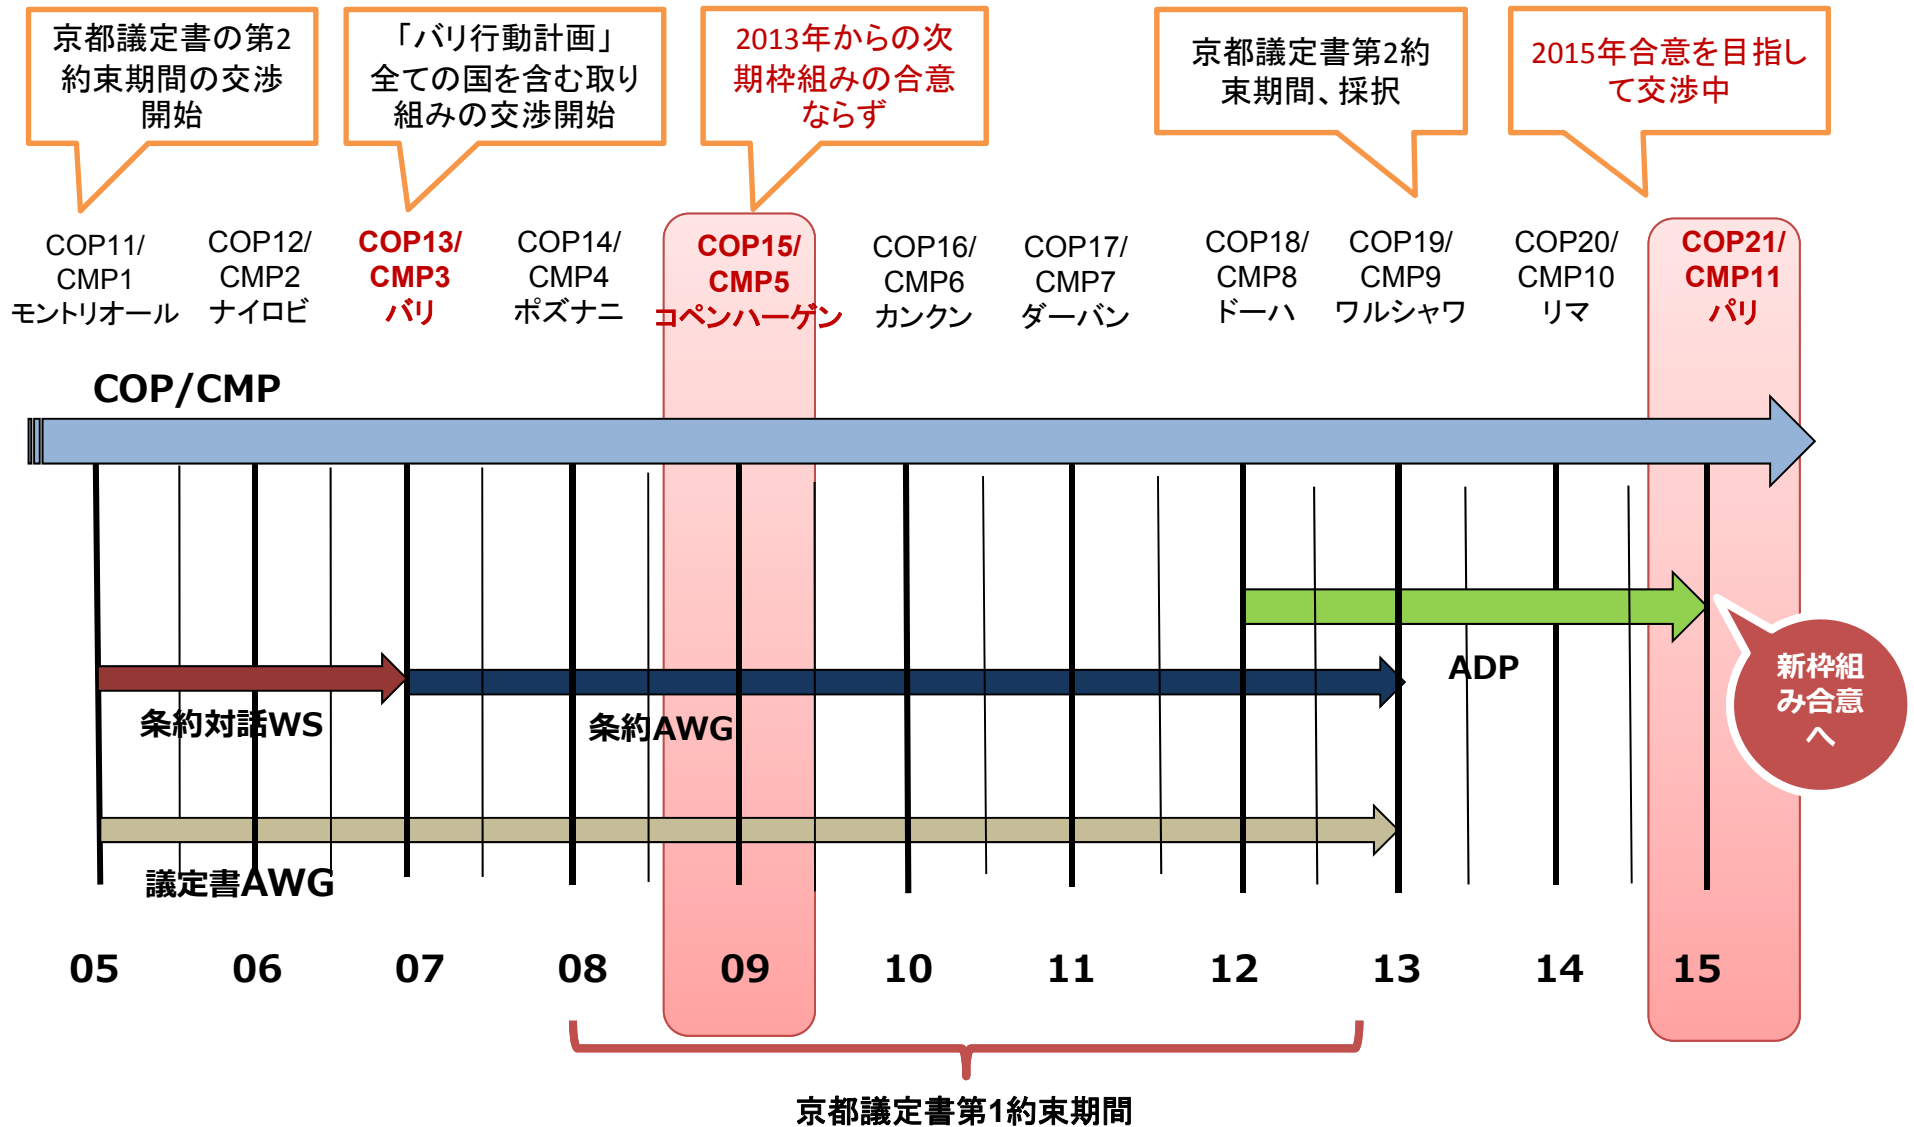 京都議定書の第2
約束期間の交渉
開始
「バリ行動計画」
全ての国を含む取り
組みの交渉開始
2013年からの次
期枠組みの合意
ならず
京都議定書第2約
束期間、採択
2015年合意を目指し
て交渉中
COP11/
CMP1
モントリオール
COP12/
CMP2
ナイロビ
COP13/
CMP3
バリ
COP14/
CMP4
ポズナニ
COP15/
CMP5
コペンハーゲン
COP16/
CMP6
カンクン
COP17/
CMP7
ダーバン
COP18/
CMP8
ドーハ
COP19/
CMP9
ワルシャワ
COP20/
CMP10
リマ
COP21/
CMP11
パリ
COP/CMP
新枠組
み合意
へ
ADP
条約対話WS
条約AWG
議定書AWG
05 06 07 08 09 10 11 12 13 14 15
京都議定書第1約束期間